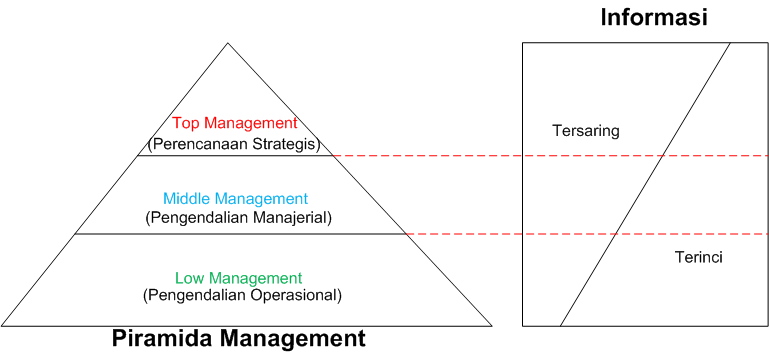 Informasi
Top Management
(Perencanaan Strategis)
Tersaring
Middle Management
(Pengendalian Manajerial)
Terinci
Low Management
(Pengendalian Operasional)
Piramida Management